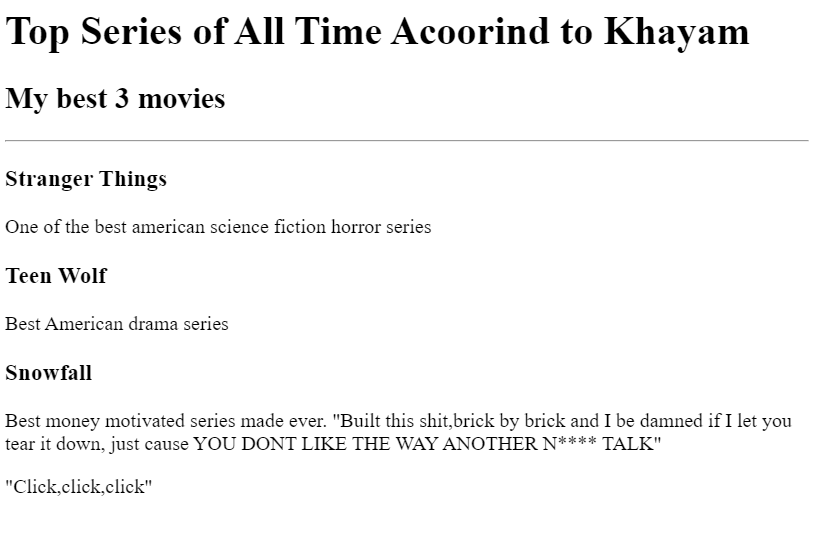 Top Series of All Time Acoorind to Khayam
My best 3 movies
Stranger Things
One of the best american science fiction horror series
Teen Wolf
Best American drama series
Snowfall
Best money motivated series made ever. "Built this shit,brick by brick and I be damned if I let you
tear it down, just cause YOU DONT LIKE THE WAY ANOTHER N**** TALK"
"Click,click,click"